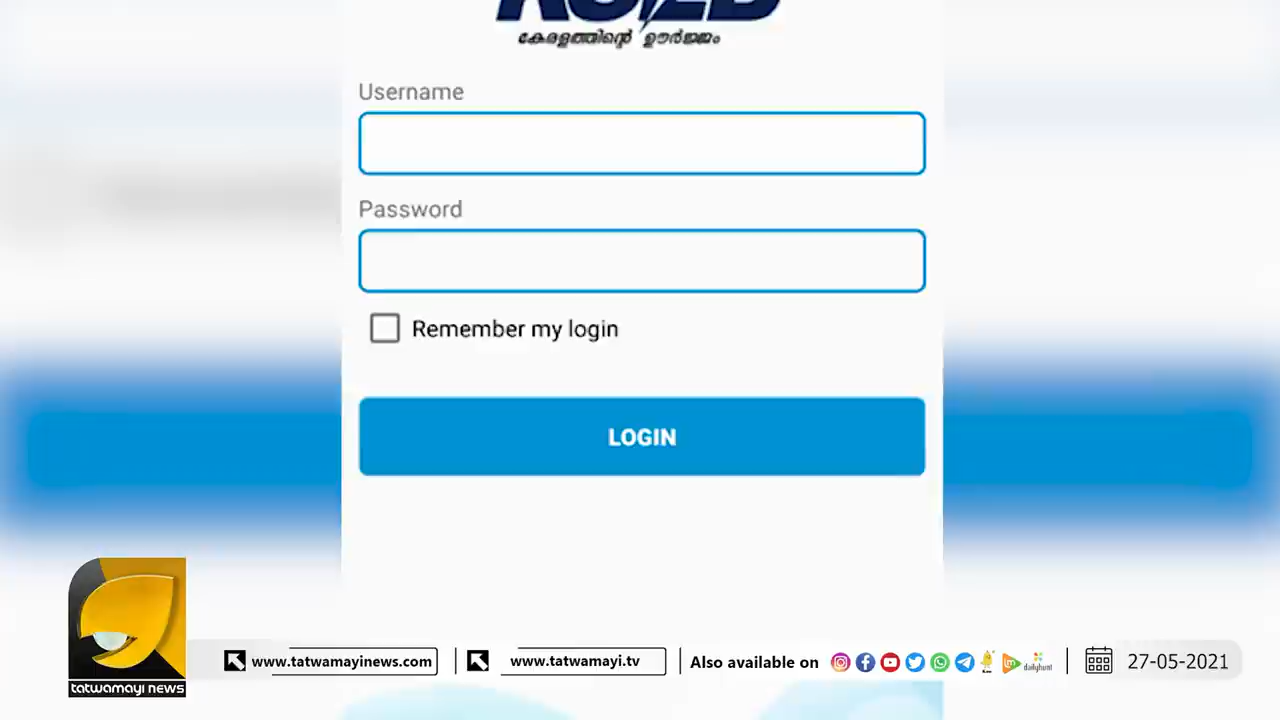 കേരളത്തിന്റെ ഊർജ്ജം
Username
Password
Remember my login
LOGIN
tatwamayi news
www.tatwamayinews.com
www.tatwamayi.tv
Also available on
dailyhunt
27-05-2021